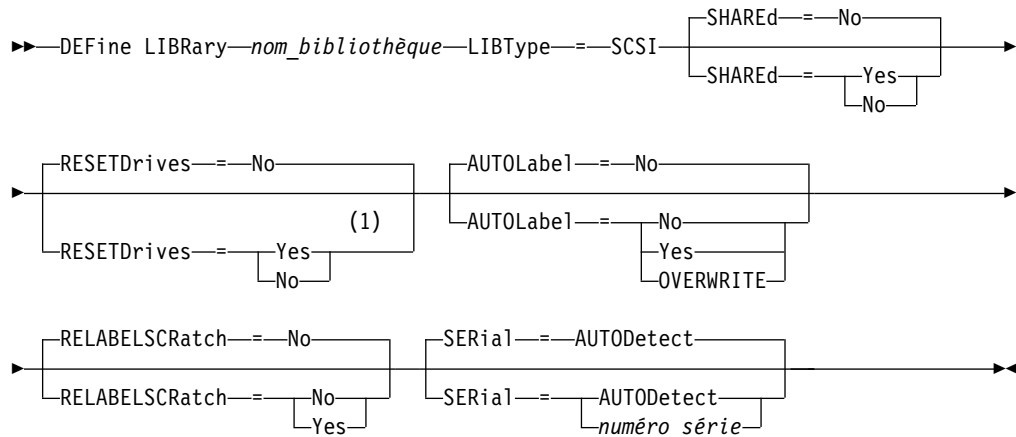 SHAREd = No
DEFine LIBRary nom_bibliothèque LIBType = SCSI
SHAREd = Yes
No
RESETDrives = No
AUTOLabel = No
(1)
RESETDrives = Yes
No
AUTOLabel = No
Yes
OVERWRITE
RELABELSCRatch = No
SERial = AUTODetect
RELABELSCRatch = No
Yes
SERial = AUTODetect
numéro série